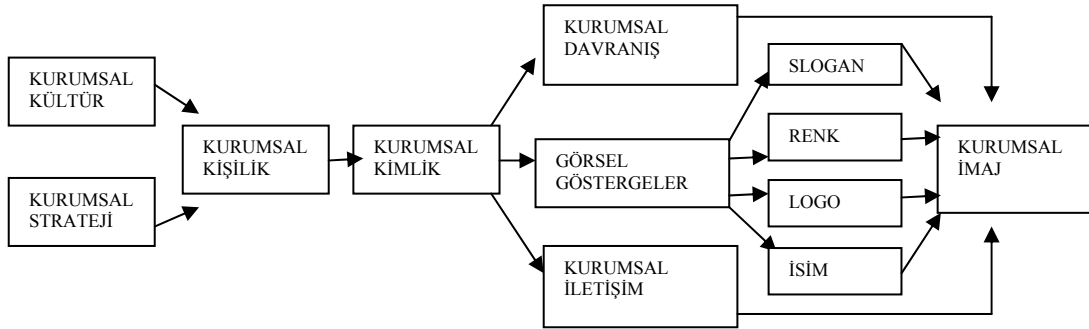 KURUMSAL
KÜLTÜR
KURUMSAL
STRATEJİ
KURUMSAL
KİŞİLİK
KURUMSAL
KİMLİK
KURUMSAL
DAVRANIŞ
GÖRSEL
GÖSTERGELER
KURUMSAL
İLETİŞİM
SLOGAN
RENK
LOGO
İSİM
KURUMSAL
İMAJ